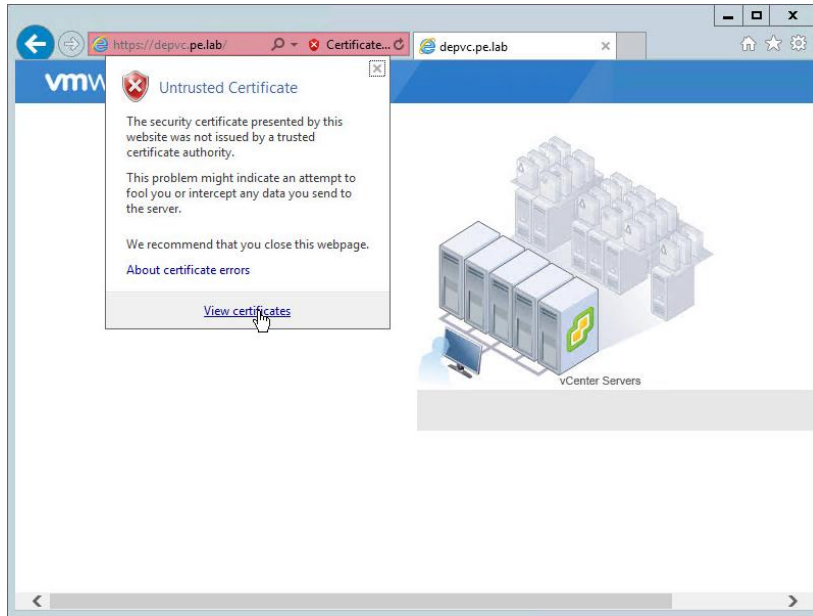 https://depvc.pe.lab/ Certificate... depvc.pe.lab
vmw
Untrusted Certificate
The security certificate presented by this
website was not issued by a trusted
certificate authority.
This problem might indicate an attempt to
fool you or intercept any data you send to
the server.
We recommend that you close this webpage.
About certificate errors
View certificates
vCenter Servers